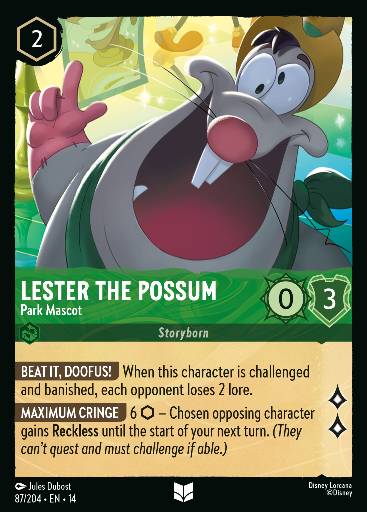 2
LESTER THE POSSUM
Park Mascot
0
3
Storyborn
BEAT IT, DOOFUS! When this character is challenged
and banished, each opponent loses 2 lore.
MAXIMUM CRINGE 6 ⬡ – Chosen opposing character
gains Reckless until the start of your next turn. (They
can't quest and must challenge if able.)
Jules Dubost
87/204 • EN • 14
Disney Lorcana
©Disney